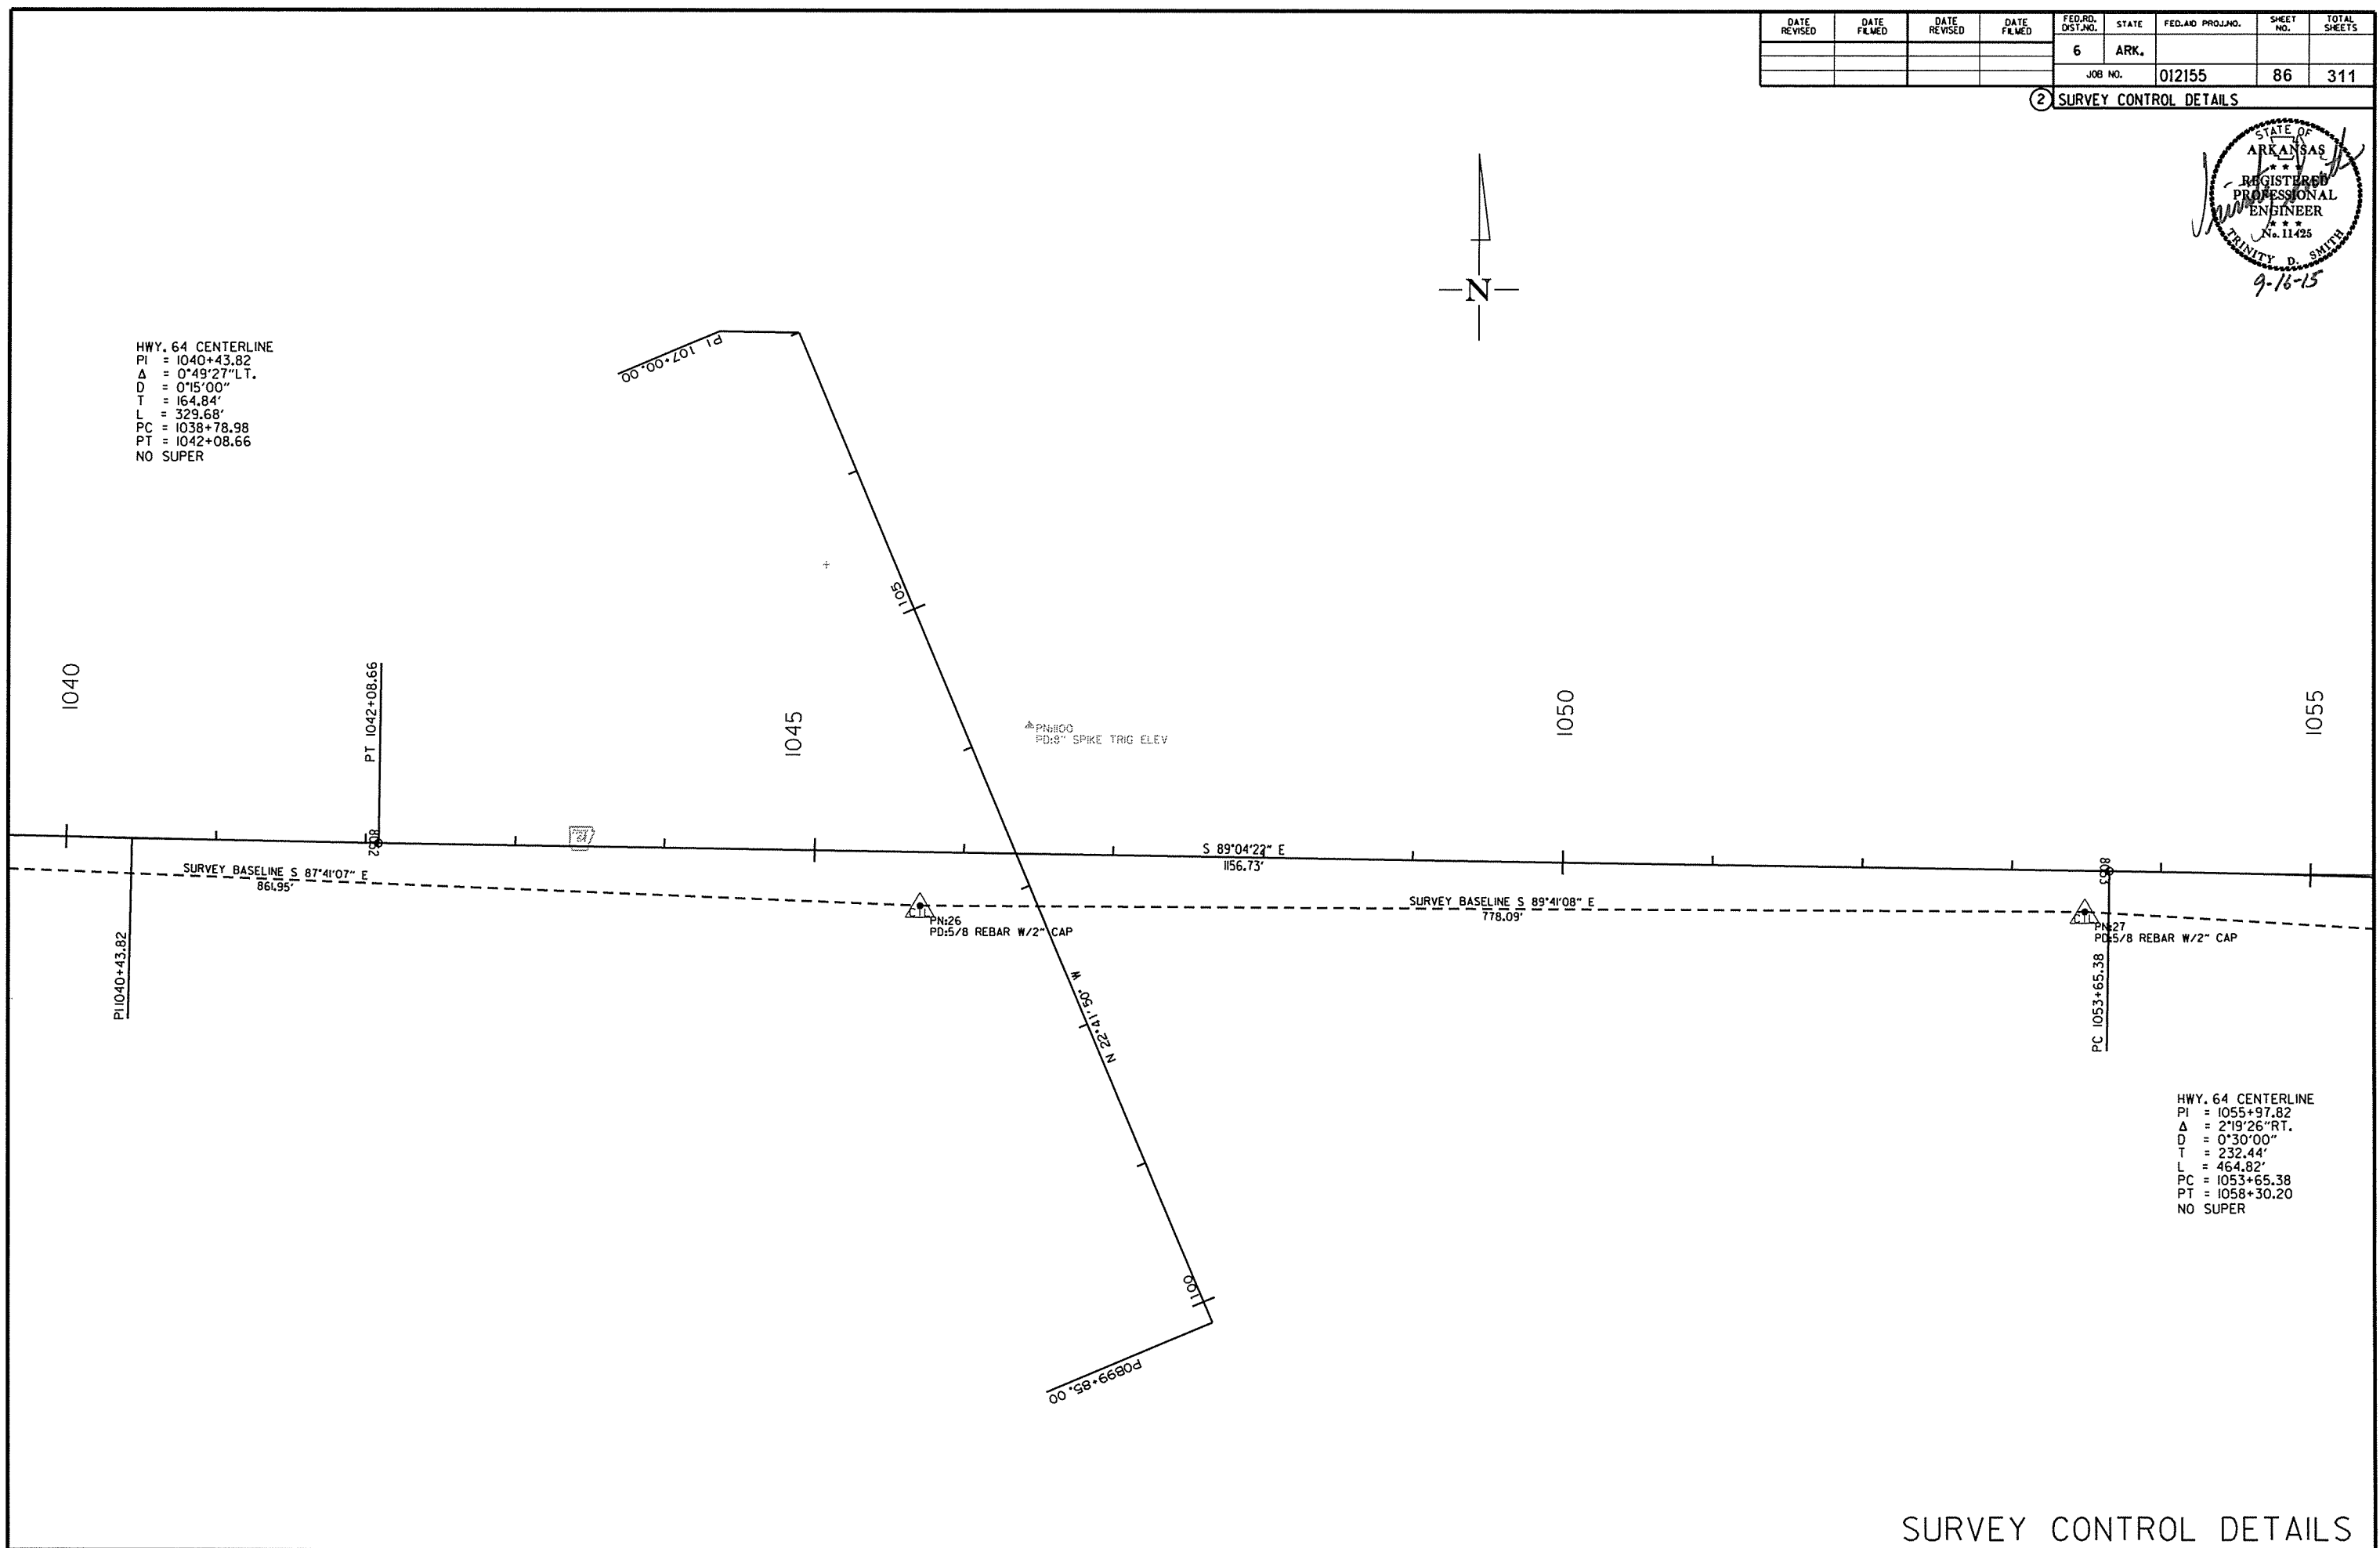 DATE REVISED DATE FILMED DATE REVISED DATE FILMED FED.RD. DIST.NO. STATE FED.AID PROJ.NO. SHEET NO. TOTAL SHEETS
6 ARK.
JOB NO. 012155 86 311
2 SURVEY CONTROL DETAILS
STATE OF
ARKANSAS
★ ★ ★
REGISTERED
PROFESSIONAL
ENGINEER
★ ★ ★
No. 11425
TRINITY D. SMITH
9-16-15
N
HWY. 64 CENTERLINE
PI = 1040+43.82
Δ = 0°49'27"LT.
D = 0°15'00"
T = 164.84'
L = 329.68'
PC = 1038+78.98
PT = 1042+08.66
NO SUPER
PI 107+00.00
105
1040
PT 1042+08.66
1045
PN:1100
PD:8" SPIKE TRIG ELEV
1050
1055
8062
64
S 89°04'22" E
1156.73'
8063
SURVEY BASELINE S 87°41'07" E
861.95'
CTL
PN:26
PD:5/8 REBAR W/2" CAP
SURVEY BASELINE S 89°41'08" E
778.09'
CTL
PN:27
PD:5/8 REBAR W/2" CAP
PI1040+43.82
N 22°41'50" W
PC 1053+65.38
HWY. 64 CENTERLINE
PI = 1055+97.82
Δ = 2°19'26"RT.
D = 0°30'00"
T = 232.44'
L = 464.82'
PC = 1053+65.38
PT = 1058+30.20
NO SUPER
100
POB99+85.00
SURVEY CONTROL DETAILS